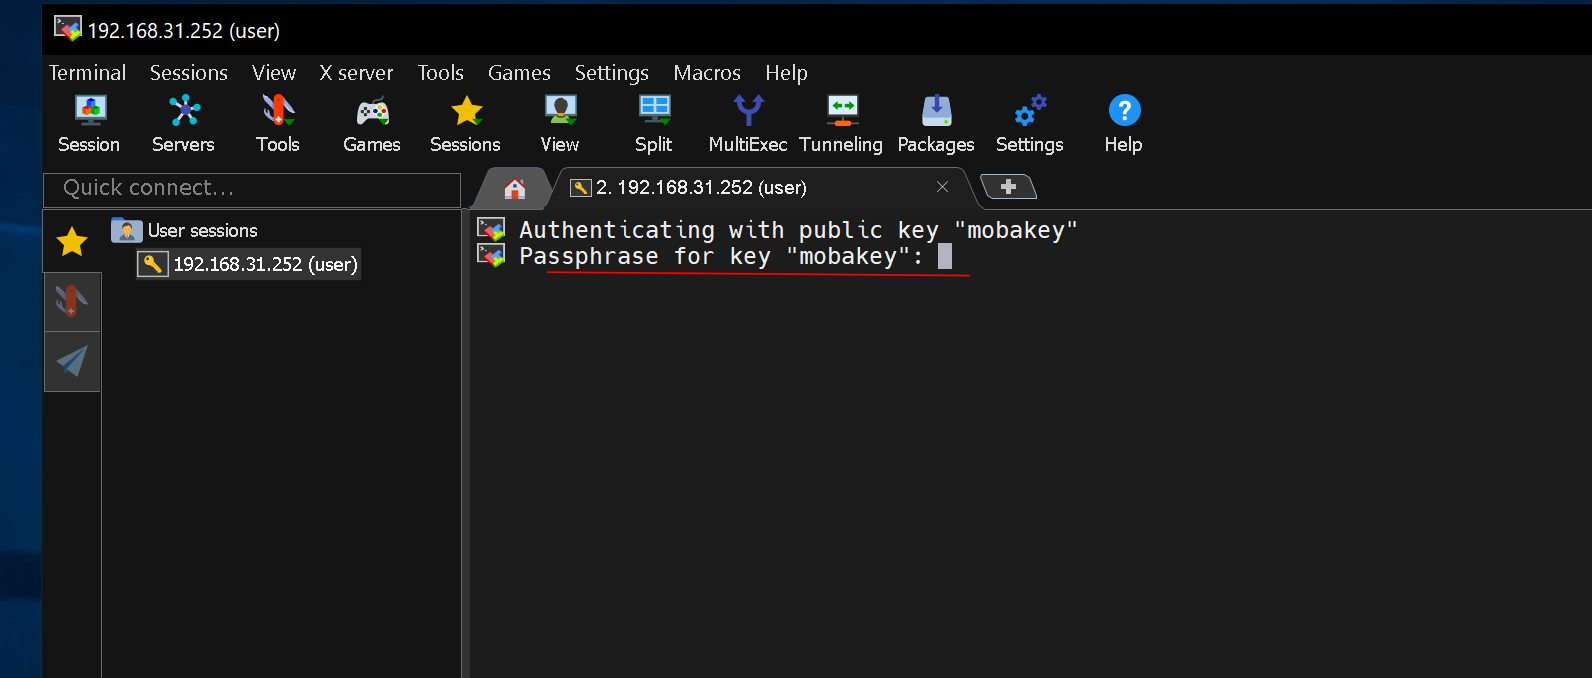 192.168.31.252 (user)
Terminal Sessions View X server Tools Games Settings Macros Help
Session Servers Tools Games Sessions View Split MultiExec Tunneling Packages Settings Help
Quick connect...
2. 192.168.31.252 (user)
User sessions
192.168.31.252 (user)
Authenticating with public key "mobakey"
Passphrase for key "mobakey":